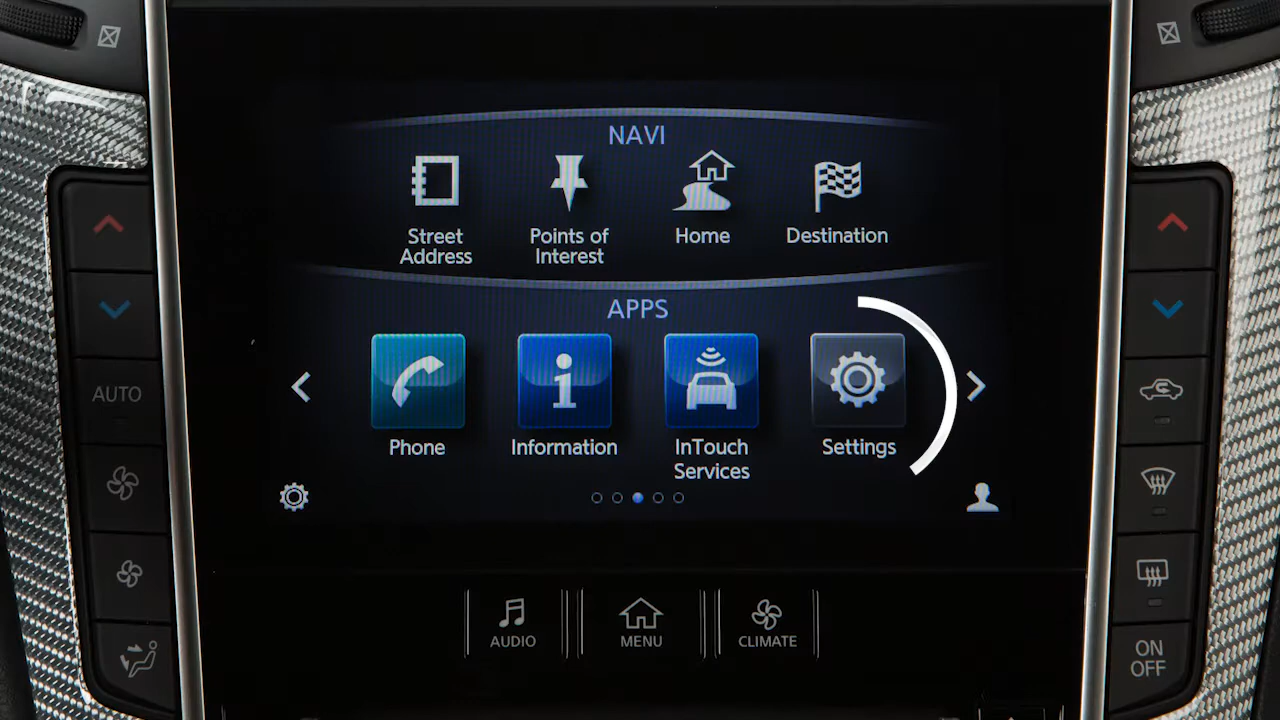 NAVI
Street
Address
Points of
Interest
Home
Destination
APPS
Phone
Information
InTouch
Services
Settings
AUTO
AUDIO
MENU
CLIMATE
ON
OFF